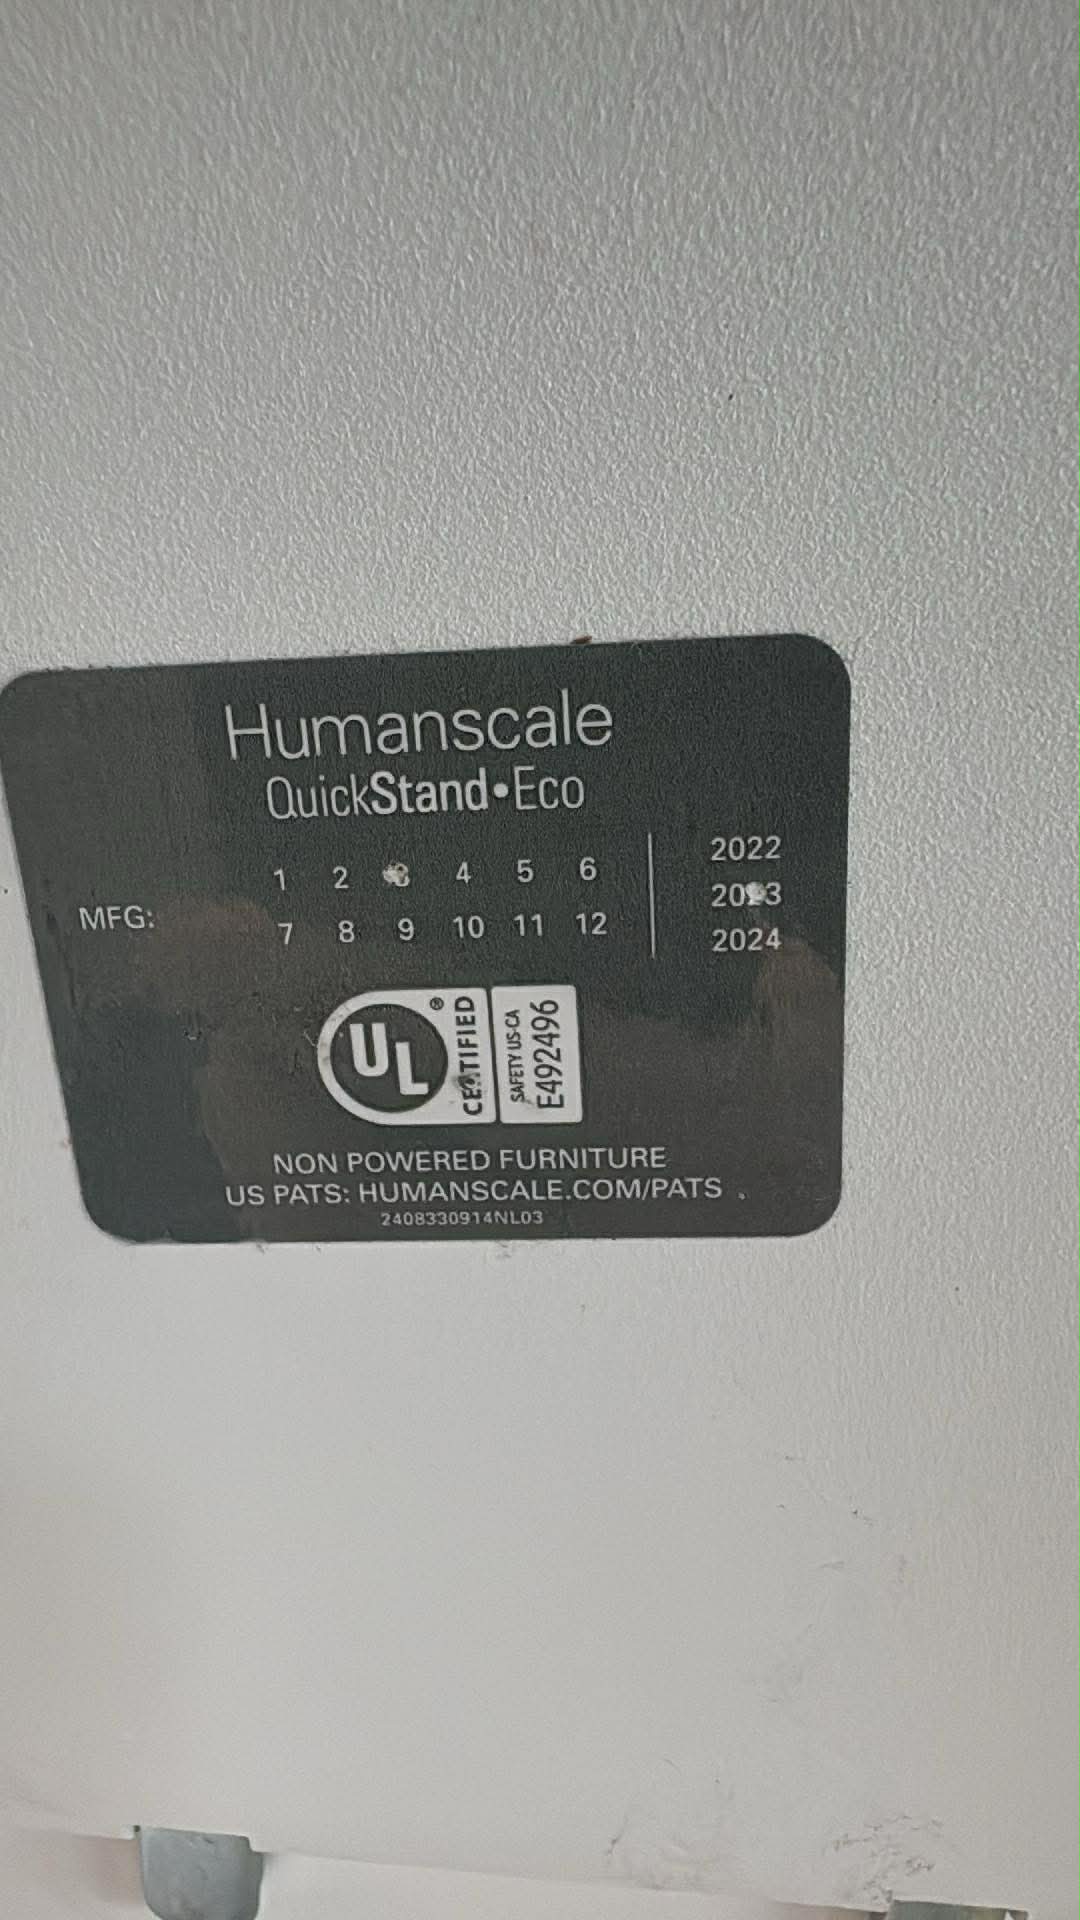 Humanscale
QuickStand•Eco
MFG:
1 2 3 4 5 6
7 8 9 10 11 12
2022
2023
2024
UL ® CERTIFIED
SAFETY US-CA
E492496
NON POWERED FURNITURE
US PATS: HUMANSCALE.COM/PATS .
2408330914NL03